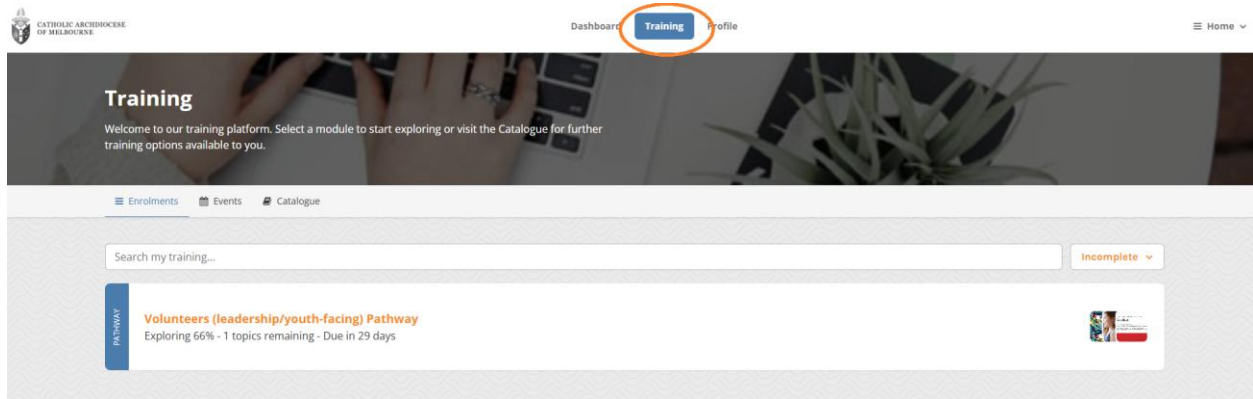 CATHOLIC ARCHDIOCESE
OF MELBOURNE
Dashboard
Training
Profile
Home
Training
Welcome to our training platform. Select a module to start exploring or visit the Catalogue for further
training options available to you.
Enrolments
Events
Catalogue
Search my training...
Incomplete
PATHWAY
Volunteers (leadership/youth-facing) Pathway
Exploring 66% - 1 topics remaining - Due in 29 days